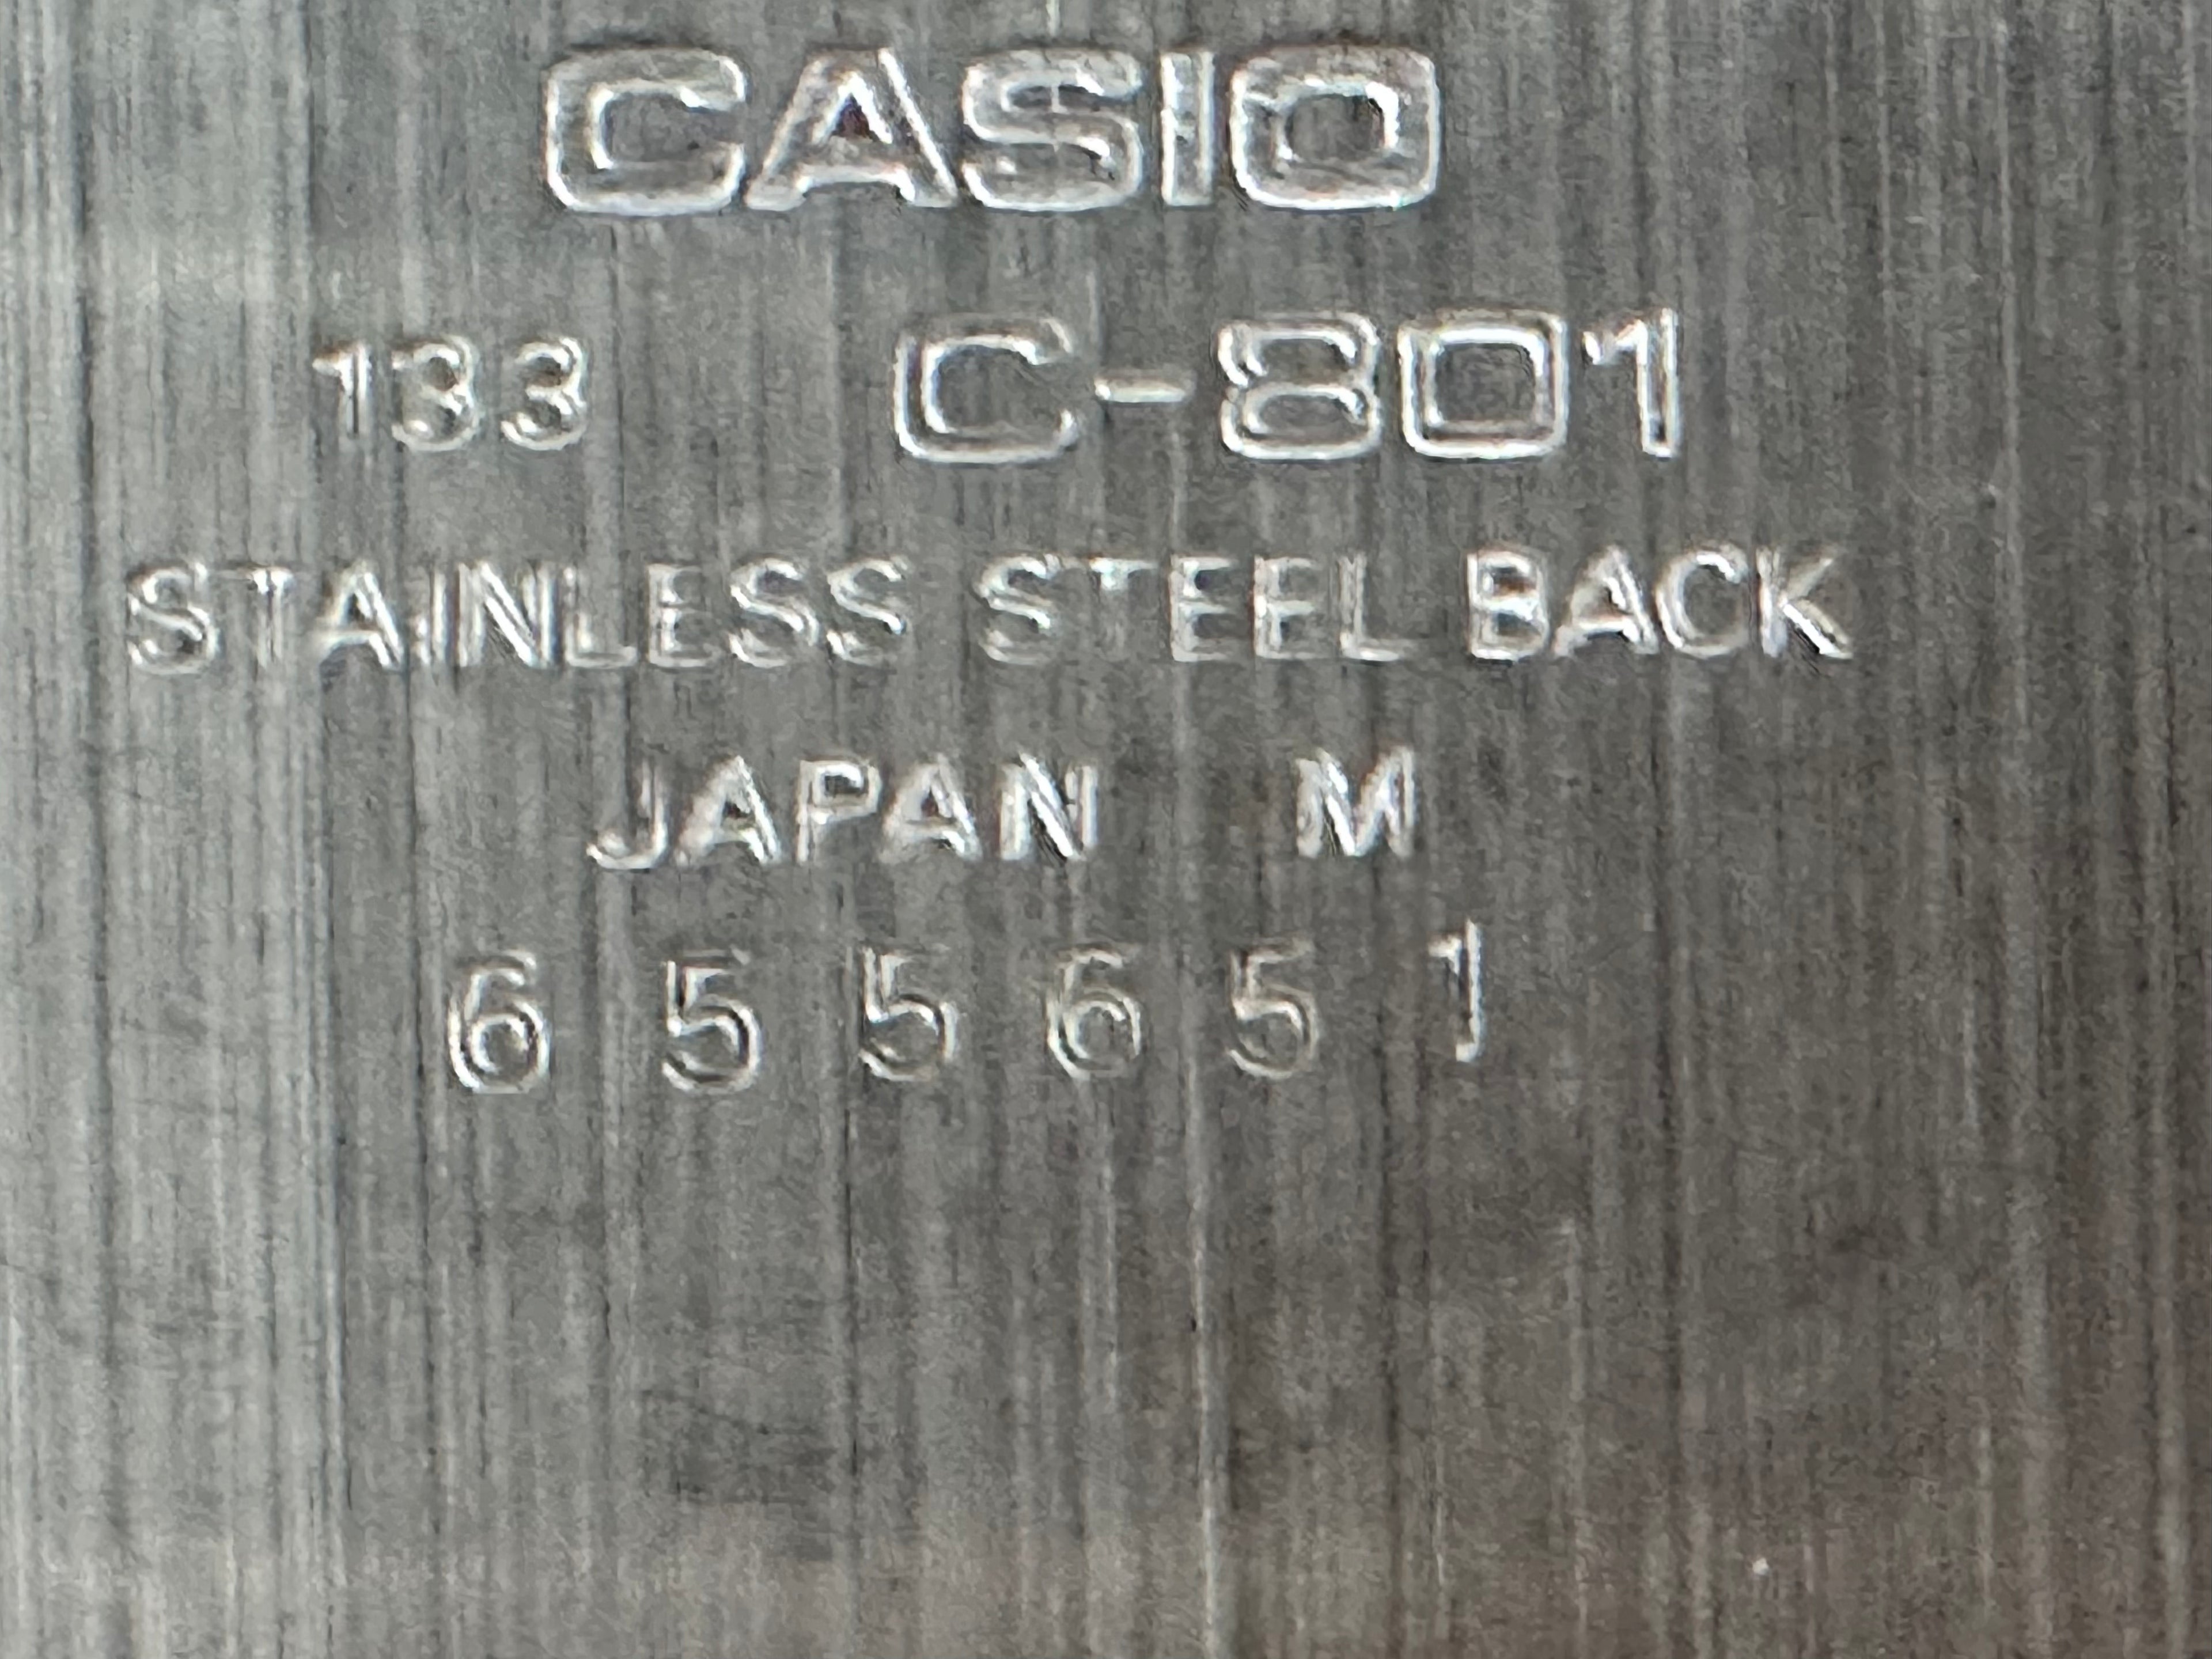 CASIO
133 C-801
STAINLESS STEEL BACK
JAPAN M
655651